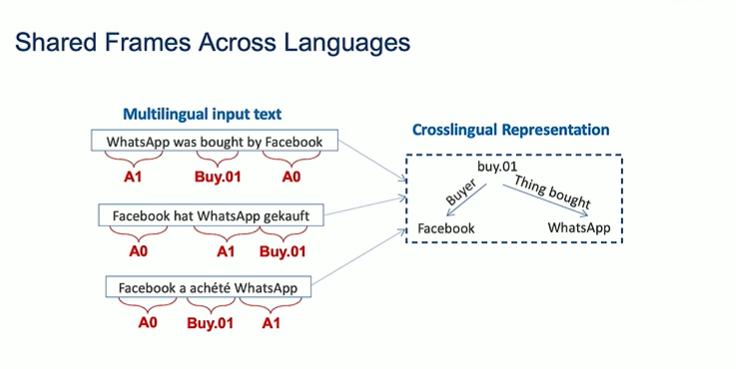 Shared Frames Across Languages
Multilingual input text
WhatsApp was bought by Facebook
A1 Buy.01 A0
Facebook hat WhatsApp gekauft
A0 A1 Buy.01
Facebook a achété WhatsApp
A0 Buy.01 A1
Crosslingual Representation
buy.01
Buyer Thing bought
Facebook WhatsApp